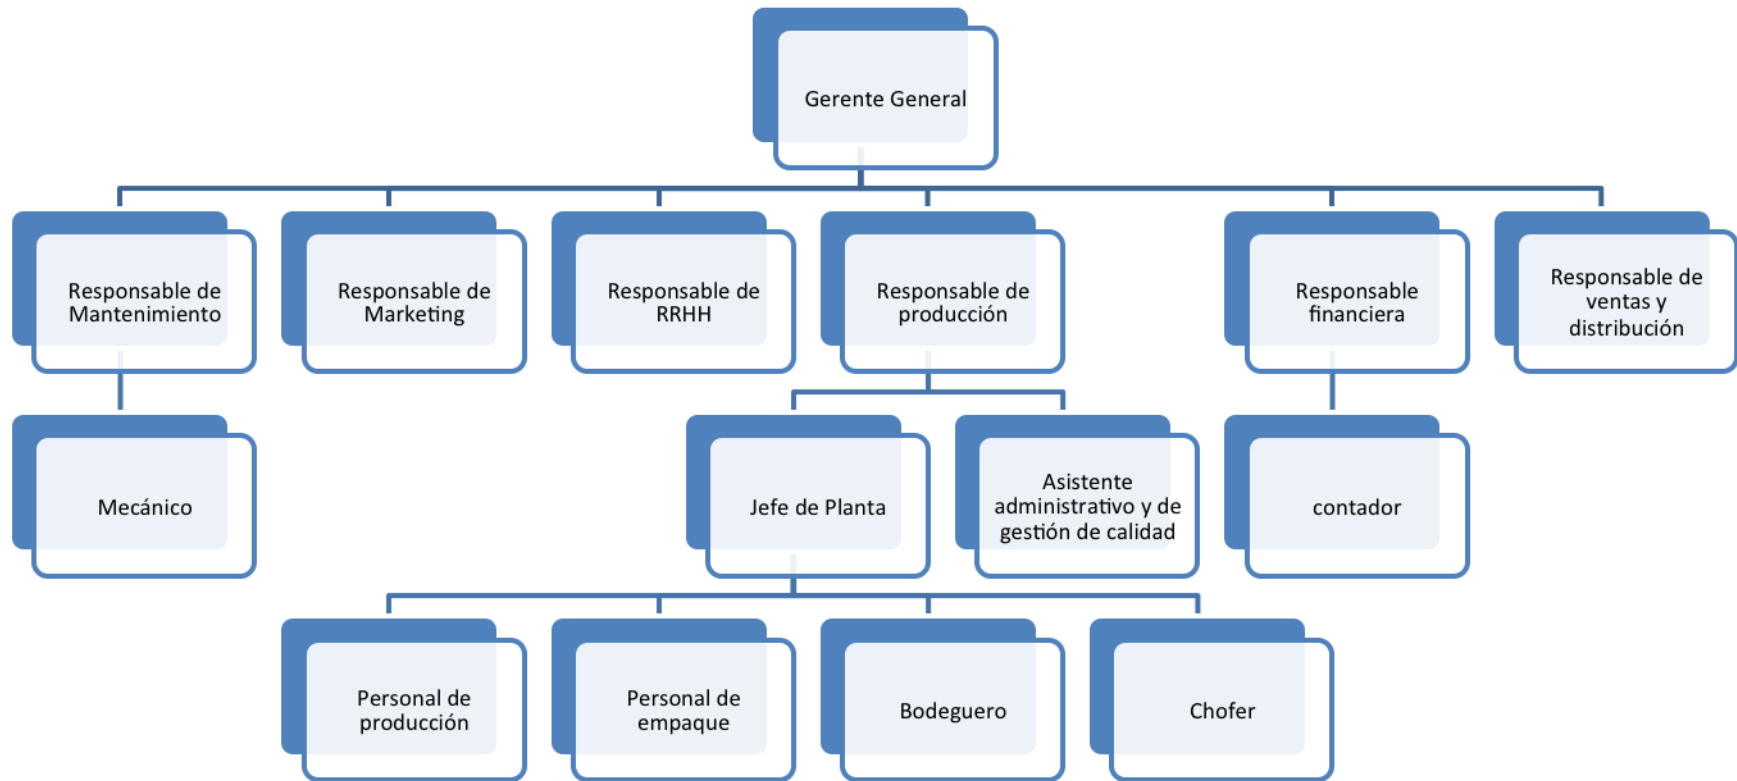 Gerente General
Responsable de
Mantenimiento
Responsable de
Marketing
Responsable de
RRHH
Responsable de
producción
Responsable
financiera
Responsable de
ventas y
distribución
Mecánico
Jefe de Planta
Asistente
administrativo y de
gestión de calidad
contador
Personal de
producción
Personal de
empaque
Bodeguero
Chofer